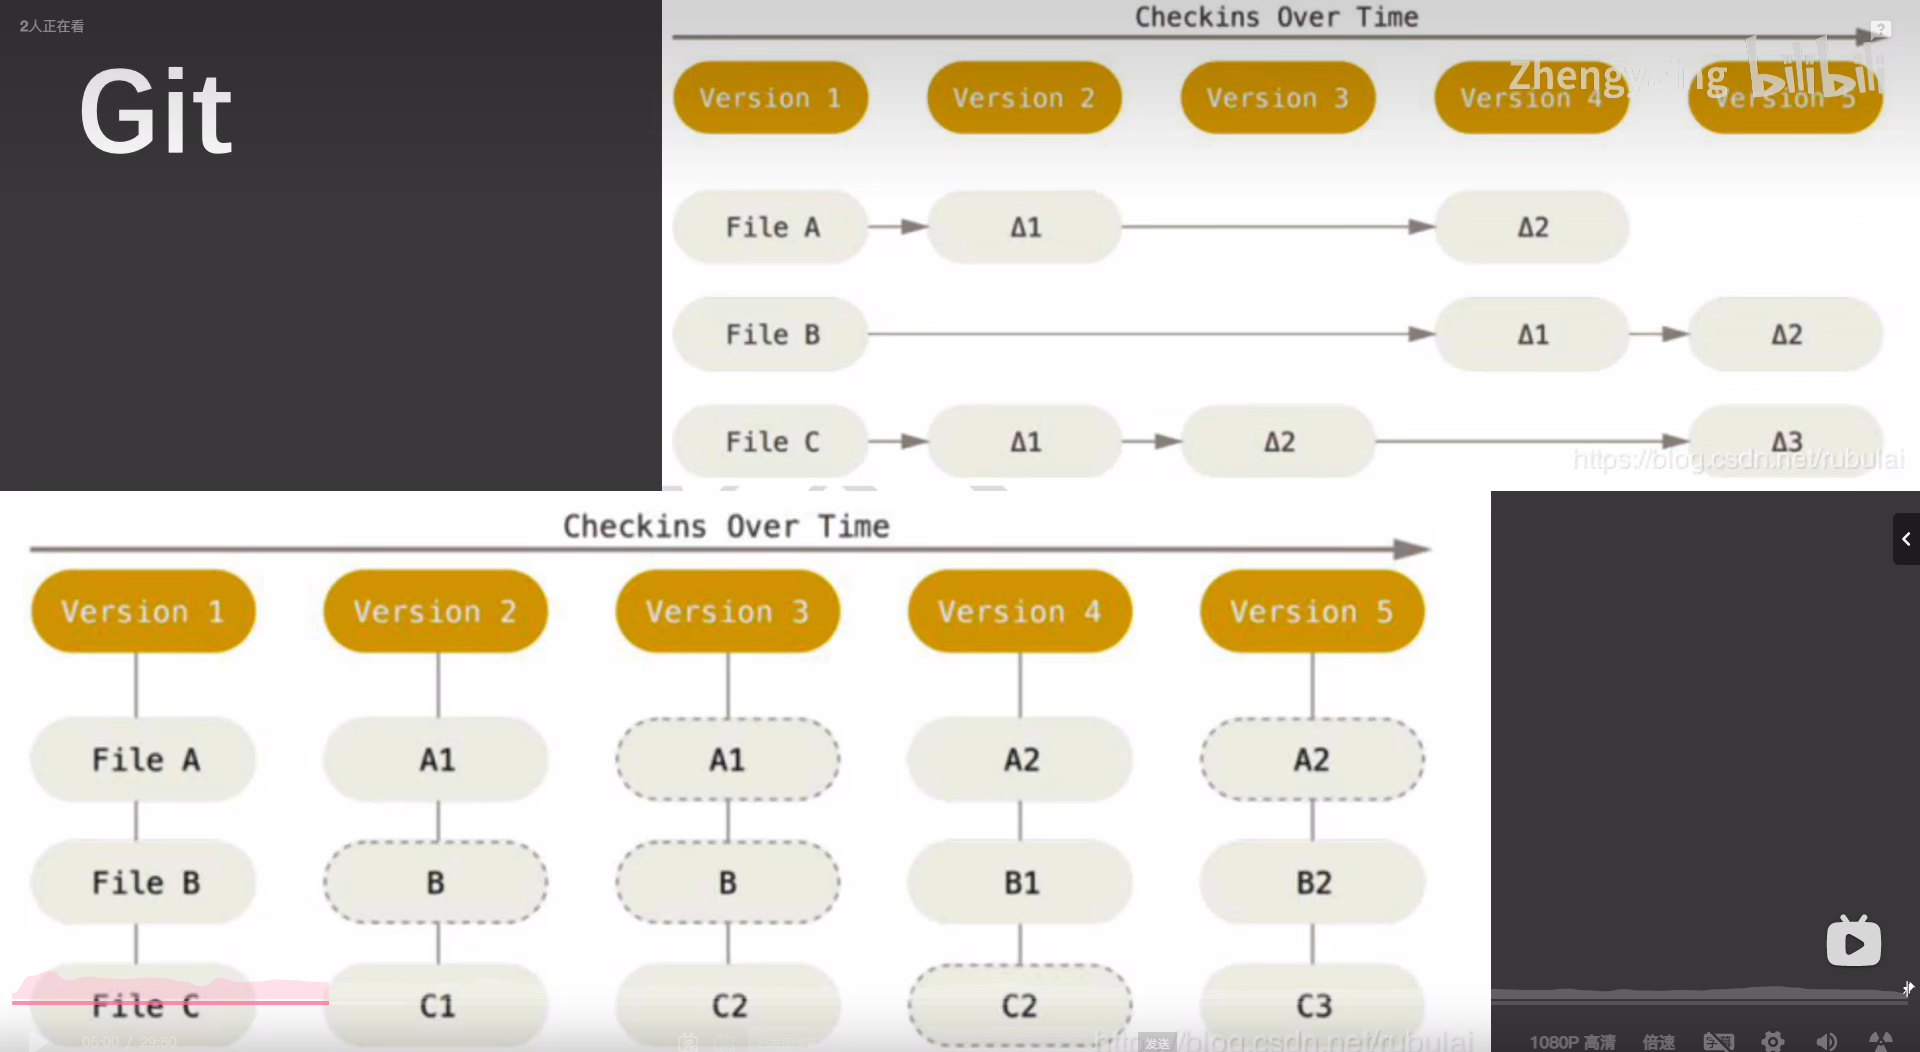 2人正在看
Git
Checkins Over Time
?
Zhengy
bilibili
Version 1 Version 2 Version 3 Version 4 Version 5
File A Δ1 Δ2
File B Δ1 Δ2
File C Δ1 Δ2 Δ3
https://blog.csdn.net/rubulai
Checkins Over Time
Version 1 Version 2 Version 3 Version 4 Version 5
File A A1 A1 A2 A2
File B B B B1 B2
File C C1 C2 C2 C3
05:00 / 29:50
发送
https://blog.csdn.net/rubulai
1080P 高清 倍速